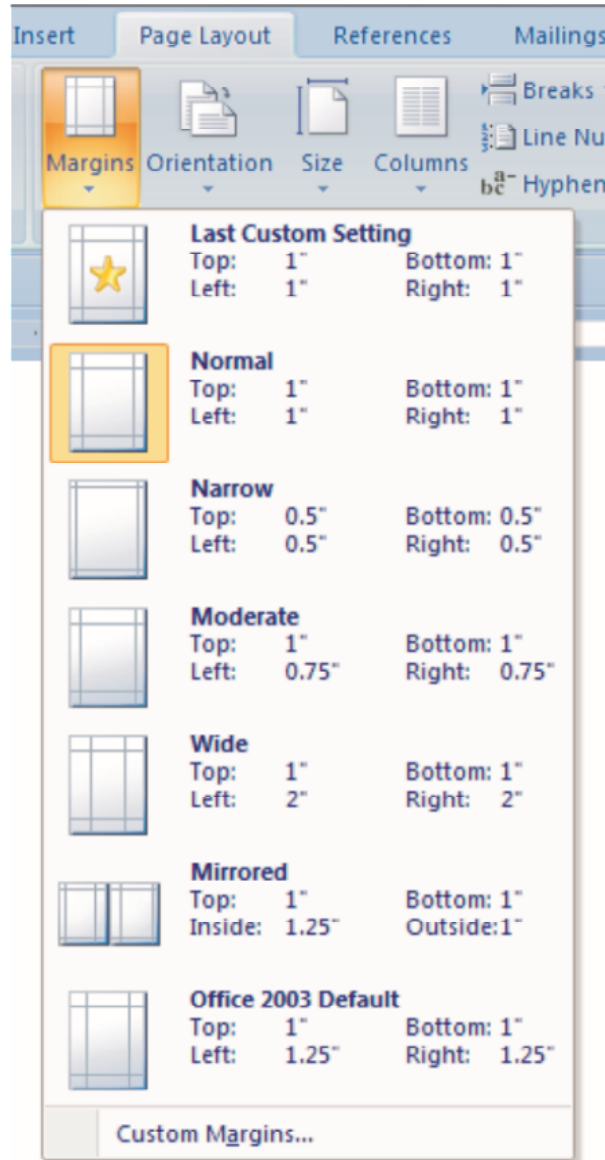 Insert Page Layout References Mailings
Breaks
Margins Orientation Size Columns Line Nu
Hyphen
Last Custom Setting
Top: 1" Bottom: 1"
Left: 1" Right: 1"
Normal
Top: 1" Bottom: 1"
Left: 1" Right: 1"
Narrow
Top: 0.5" Bottom: 0.5"
Left: 0.5" Right: 0.5"
Moderate
Top: 1" Bottom: 1"
Left: 0.75" Right: 0.75"
Wide
Top: 1" Bottom: 1"
Left: 2" Right: 2"
Mirrored
Top: 1" Bottom: 1"
Inside: 1.25" Outside:1"
Office 2003 Default
Top: 1" Bottom: 1"
Left: 1.25" Right: 1.25"
Custom Margins...